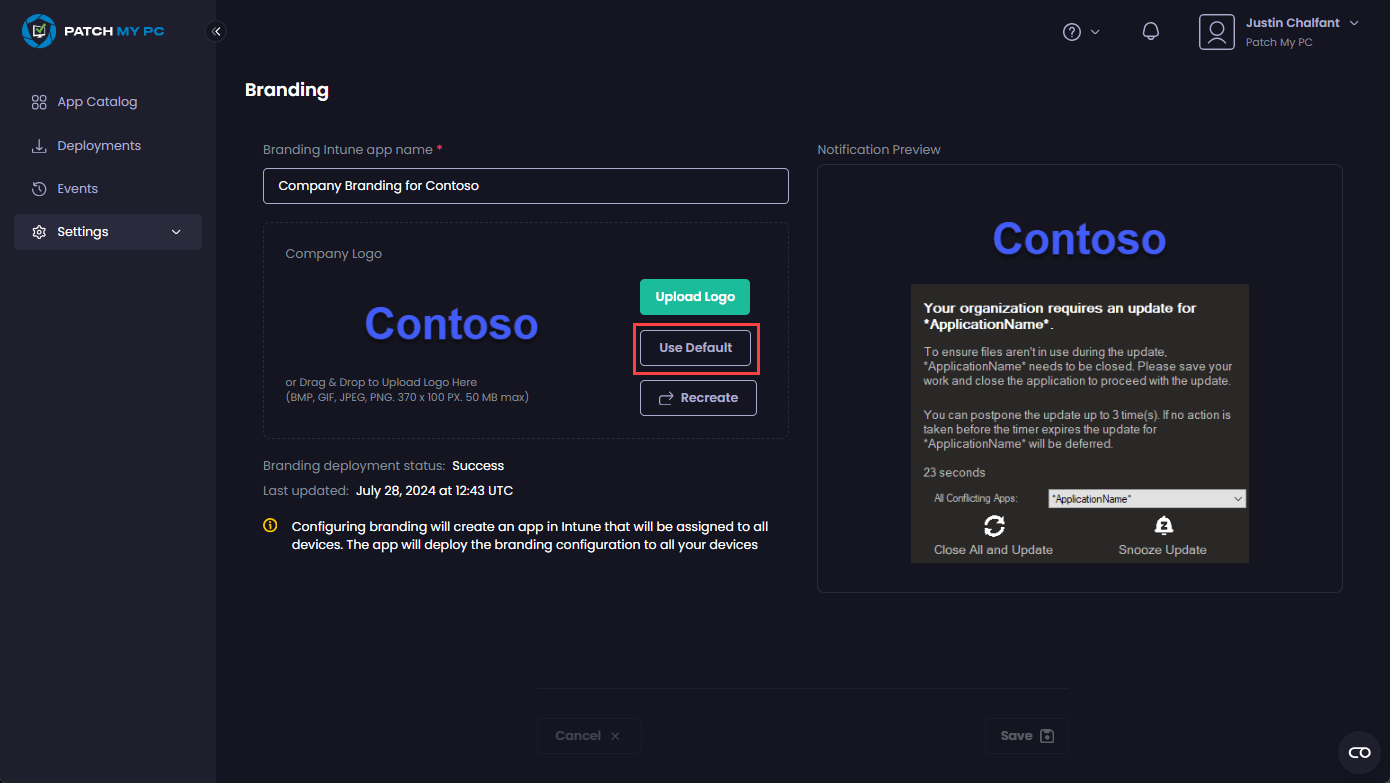 PATCH MY PC
Justin Chalfant
Patch My PC
App Catalog
Deployments
Events
Settings
Branding
Branding Intune app name *
Company Branding for Contoso
Company Logo
Contoso
Upload Logo
Use Default
Recreate
or Drag & Drop to Upload Logo Here
(BMP, GIF, JPEG, PNG. 370 x 100 PX. 50 MB max)
Branding deployment status: Success
Last updated: July 28, 2024 at 12:43 UTC
Configuring branding will create an app in Intune that will be assigned to all
devices. The app will deploy the branding configuration to all your devices
Notification Preview
Contoso
Your organization requires an update for
*ApplicationName*.
To ensure files aren't in use during the update,
*ApplicationName* needs to be closed. Please save your
work and close the application to proceed with the update.
You can postpone the update up to 3 time(s). If no action is
taken before the timer expires the update for
*ApplicationName* will be deferred.
23 seconds
All Conflicting Apps: *ApplicationName*
Close All and Update
Snooze Update
Cancel
Save